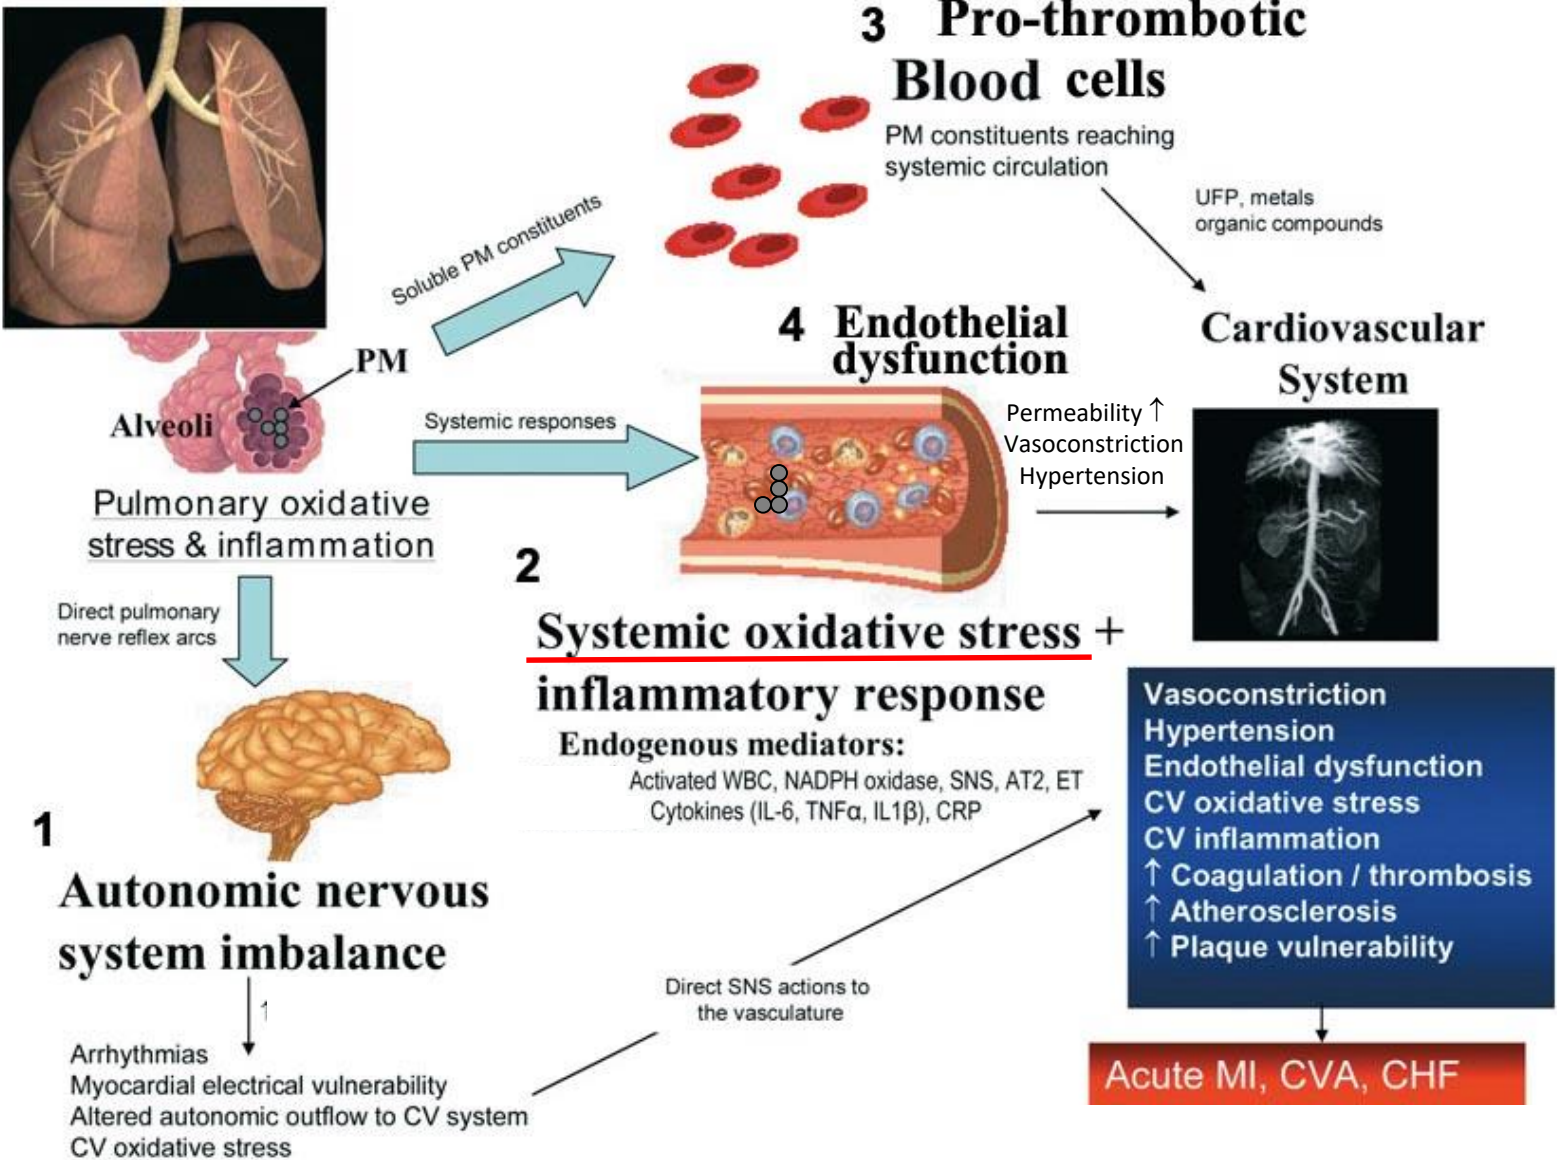 3 Pro-thrombotic
Blood cells
PM constituents reaching
systemic circulation
UFP, metals
organic compounds
Soluble PM constituents
PM
Alveoli
Pulmonary oxidative
stress & inflammation
Systemic responses
4 Endothelial
dysfunction
Permeability ↑
Vasoconstriction
Hypertension
Cardiovascular
System
Direct pulmonary
nerve reflex arcs
2
Systemic oxidative stress +
inflammatory response
Endogenous mediators:
Activated WBC, NADPH oxidase, SNS, AT2, ET
Cytokines (IL-6, TNFα, IL1β), CRP
1
Autonomic nervous
system imbalance
↑
Arrhythmias
Myocardial electrical vulnerability
Altered autonomic outflow to CV system
CV oxidative stress
Direct SNS actions to
the vasculature
Vasoconstriction
Hypertension
Endothelial dysfunction
CV oxidative stress
CV inflammation
↑ Coagulation / thrombosis
↑ Atherosclerosis
↑ Plaque vulnerability
Acute MI, CVA, CHF